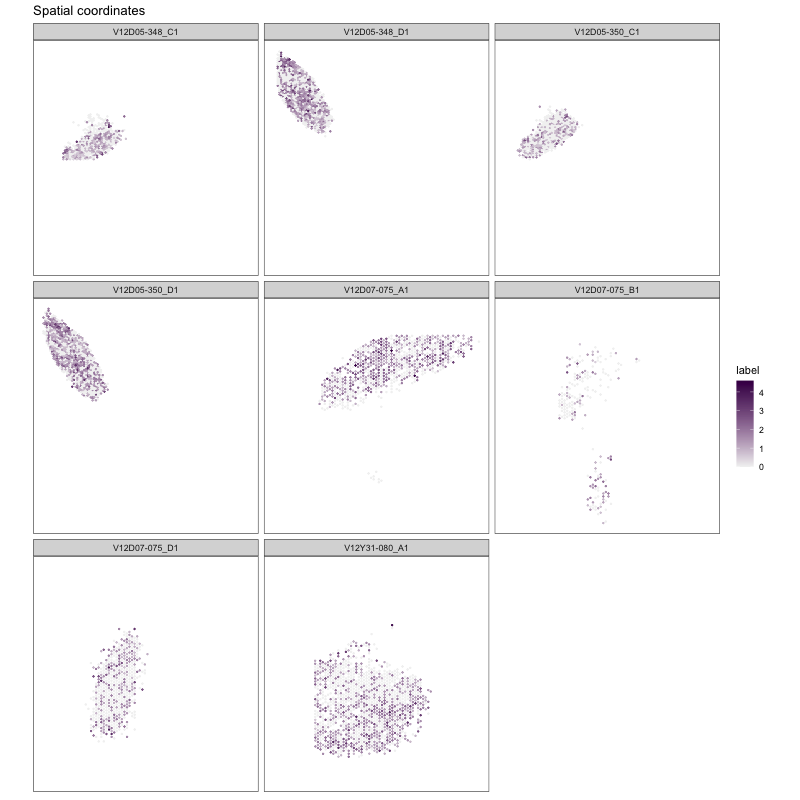 Spatial coordinates
V12D05-348_C1
V12D05-348_D1
V12D05-350_C1
V12D05-350_D1
V12D07-075_A1
V12D07-075_B1
label
4
3
2
1
0
V12D07-075_D1
V12Y31-080_A1